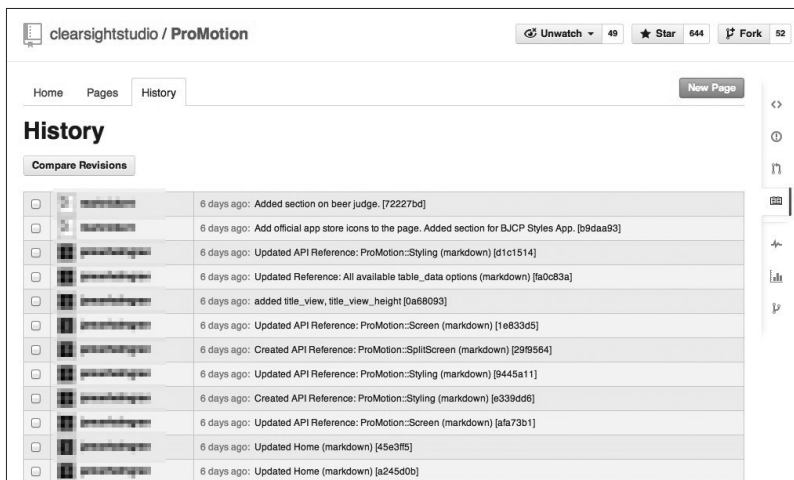 clearsightstudio / ProMotion
Unwatch 49 Star 644 Fork 52
Home Pages History New Page
History
Compare Revisions
6 days ago: Added section on beer judge. [72227bd]
6 days ago: Add official app store icons to the page. Added section for BJCP Styles App. [b9daa93]
6 days ago: Updated API Reference: ProMotion::Styling (markdown) [d1c1514]
6 days ago: Updated Reference: All available table_data options (markdown) [fa0c83a]
6 days ago: added title_view, title_view_height [0a68093]
6 days ago: Updated API Reference: ProMotion::Screen (markdown) [1e833d5]
6 days ago: Created API Reference: ProMotion::SplitScreen (markdown) [29f9564]
6 days ago: Updated API Reference: ProMotion::Styling (markdown) [9445a11]
6 days ago: Created API Reference: ProMotion::Styling (markdown) [e339dd6]
6 days ago: Updated API Reference: ProMotion::Screen (markdown) [afa73b1]
6 days ago: Updated Home (markdown) [45e3ff5]
6 days ago: Updated Home (markdown) [a245d0b]